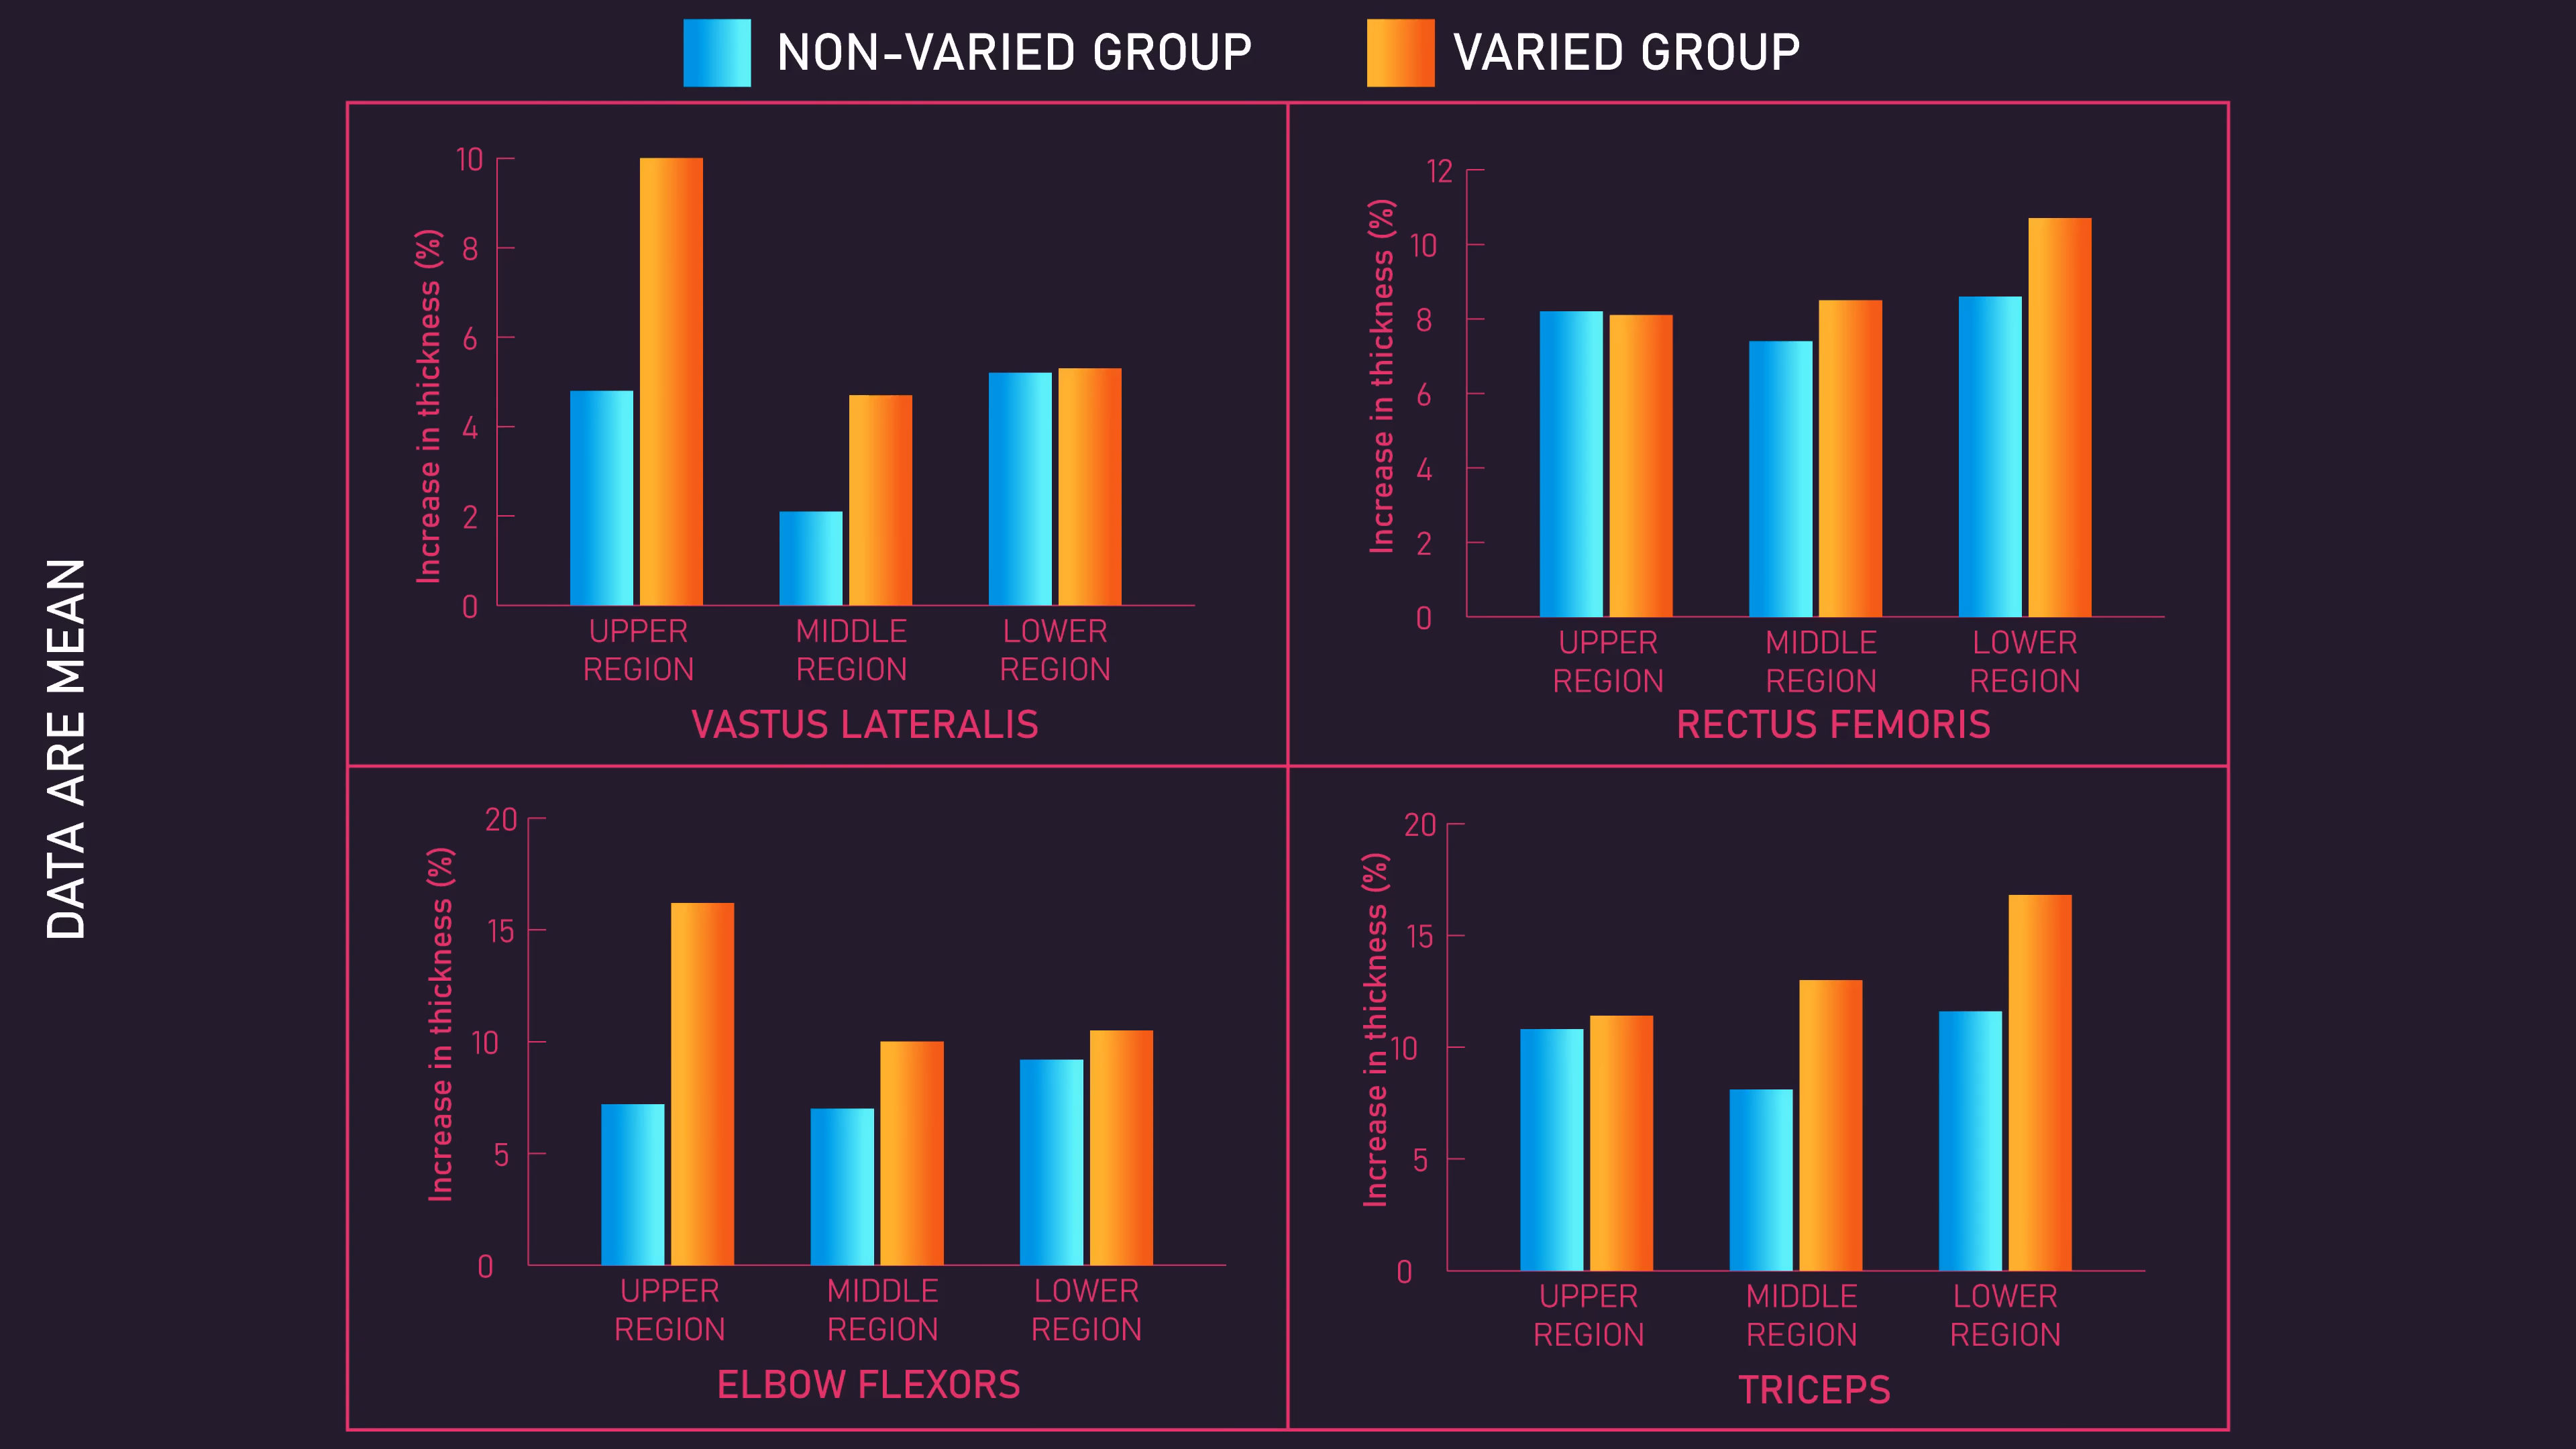 NON-VARIED GROUP
VARIED GROUP
DATA ARE MEAN
Increase in thickness (%)
10
8
6
4
2
0
UPPER REGION
MIDDLE REGION
LOWER REGION
VASTUS LATERALIS
Increase in thickness (%)
12
10
8
6
4
2
0
UPPER REGION
MIDDLE REGION
LOWER REGION
RECTUS FEMORIS
Increase in thickness (%)
20
15
10
5
0
UPPER REGION
MIDDLE REGION
LOWER REGION
ELBOW FLEXORS
Increase in thickness (%)
20
15
10
5
0
UPPER REGION
MIDDLE REGION
LOWER REGION
TRICEPS